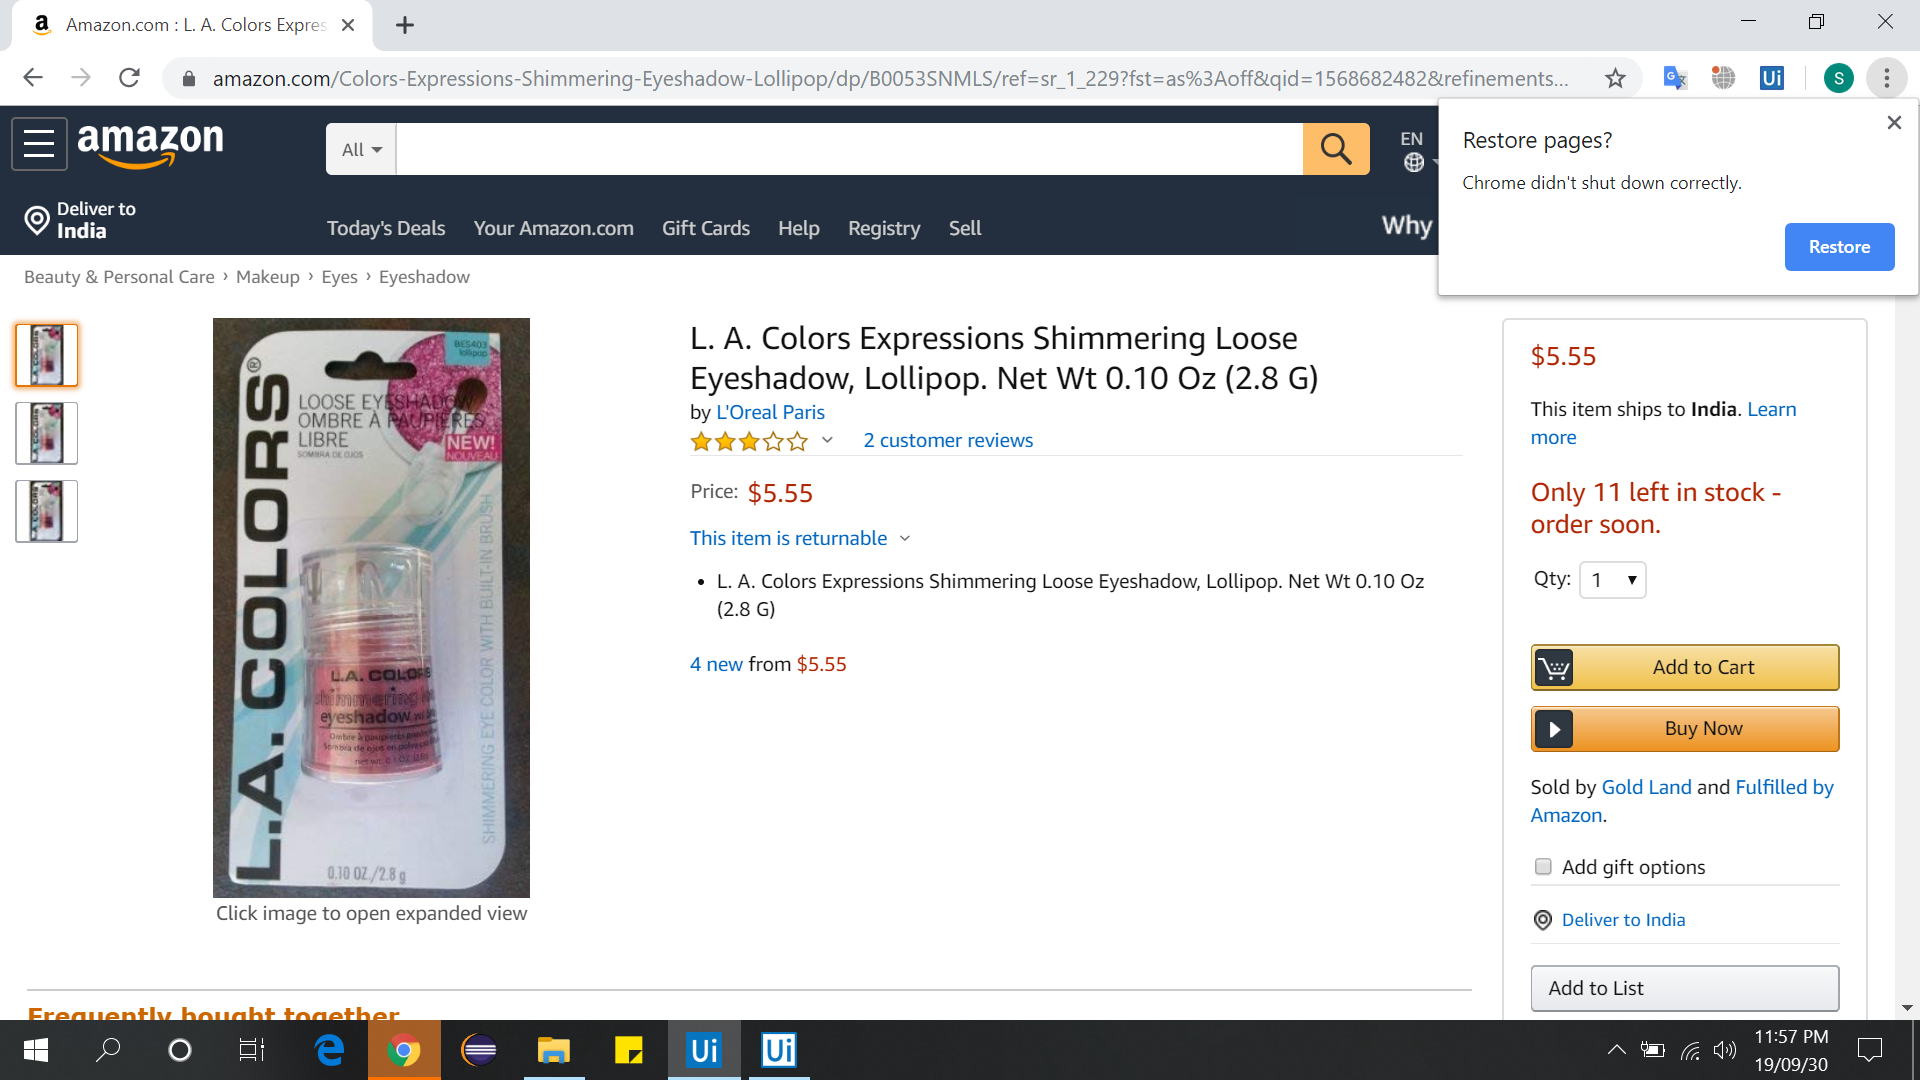 Amazon.com : L. A. Colors Expres
amazon.com/Colors-Expressions-Shimmering-Eyeshadow-Lollipop/dp/B0053SNMLS/ref=sr_1_229?fst=as%3Aoff&qid=1568682482&refinements...
S
Restore pages?
Chrome didn't shut down correctly.
Restore
amazon
All
EN
Deliver to
India
Today's Deals
Your Amazon.com
Gift Cards
Help
Registry
Sell
Why
Beauty & Personal Care › Makeup › Eyes › Eyeshadow
BES403
lollipop
L.A. COLORS®
LOOSE EYESHADOW
OMBRE À PAUPIÈRES
LIBRE
SOMBRA DE OJOS
NEW!
NOUVEAU
SHIMMERING EYE COLOR WITH BUILT-IN BRUSH
L.A. COLORS
shimmering
eyeshadow
0.10 OZ./2.8 g
Click image to open expanded view
L. A. Colors Expressions Shimmering Loose
Eyeshadow, Lollipop. Net Wt 0.10 Oz (2.8 G)
by L'Oreal Paris
2 customer reviews
Price: $5.55
This item is returnable
• L. A. Colors Expressions Shimmering Loose Eyeshadow, Lollipop. Net Wt 0.10 Oz
(2.8 G)
4 new from $5.55
$5.55
This item ships to India. Learn
more
Only 11 left in stock -
order soon.
Qty: 1
Add to Cart
Buy Now
Sold by Gold Land and Fulfilled by
Amazon.
Add gift options
Deliver to India
Add to List
Frequently bought together
Ui
Ui
11:57 PM
19/09/30